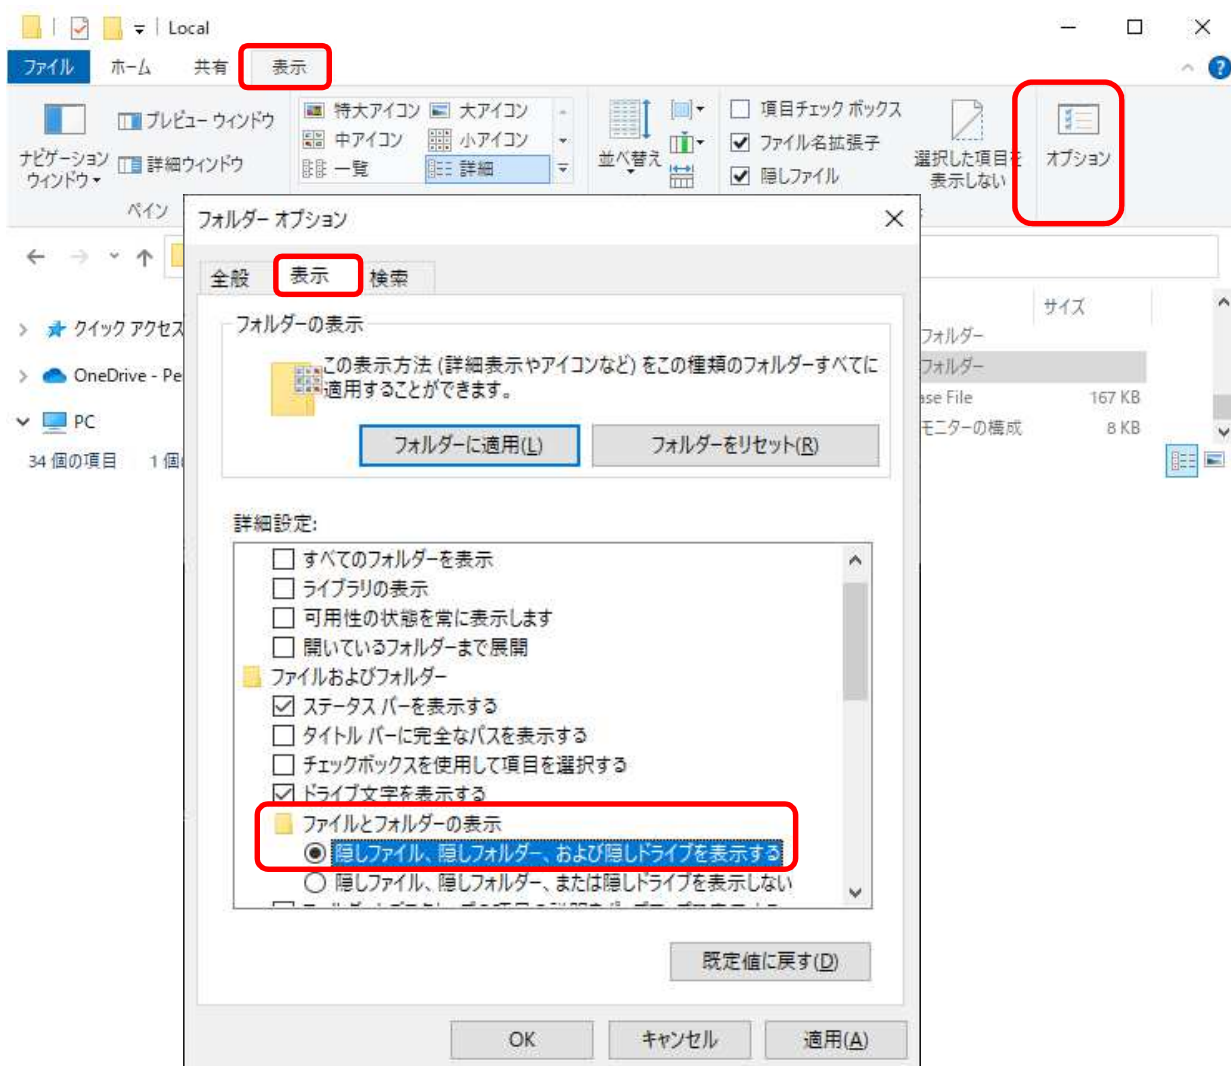 Local
ファイル ホーム 共有 表示
ナビゲーション ウィンドウ
プレビュー ウィンドウ
詳細ウィンドウ
特大アイコン 大アイコン
中アイコン 小アイコン
一覧 詳細
並べ替え
項目チェック ボックス
ファイル名拡張子
隠しファイル
選択した項目を
表示しない
オプション
ペイン
フォルダー オプション
全般 表示 検索
クイック アクセス
OneDrive - Pe
PC
34 個の項目 1 個
サイズ
フォルダー
フォルダー
ase File 167 KB
モニターの構成 8 KB
フォルダーの表示
この表示方法 (詳細表示やアイコンなど) をこの種類のフォルダーすべてに
適用することができます。
フォルダーに適用(L) フォルダーをリセット(R)
詳細設定:
すべてのフォルダーを表示
ライブラリの表示
可用性の状態を常に表示します
開いているフォルダーまで展開
ファイルおよびフォルダー
ステータス バーを表示する
タイトル バーに完全なパスを表示する
チェックボックスを使用して項目を選択する
ドライブ文字を表示する
ファイルとフォルダーの表示
隠しファイル、隠しフォルダー、および隠しドライブを表示する
隠しファイル、隠しフォルダー、または隠しドライブを表示しない
既定値に戻す(D)
OK キャンセル 適用(A)